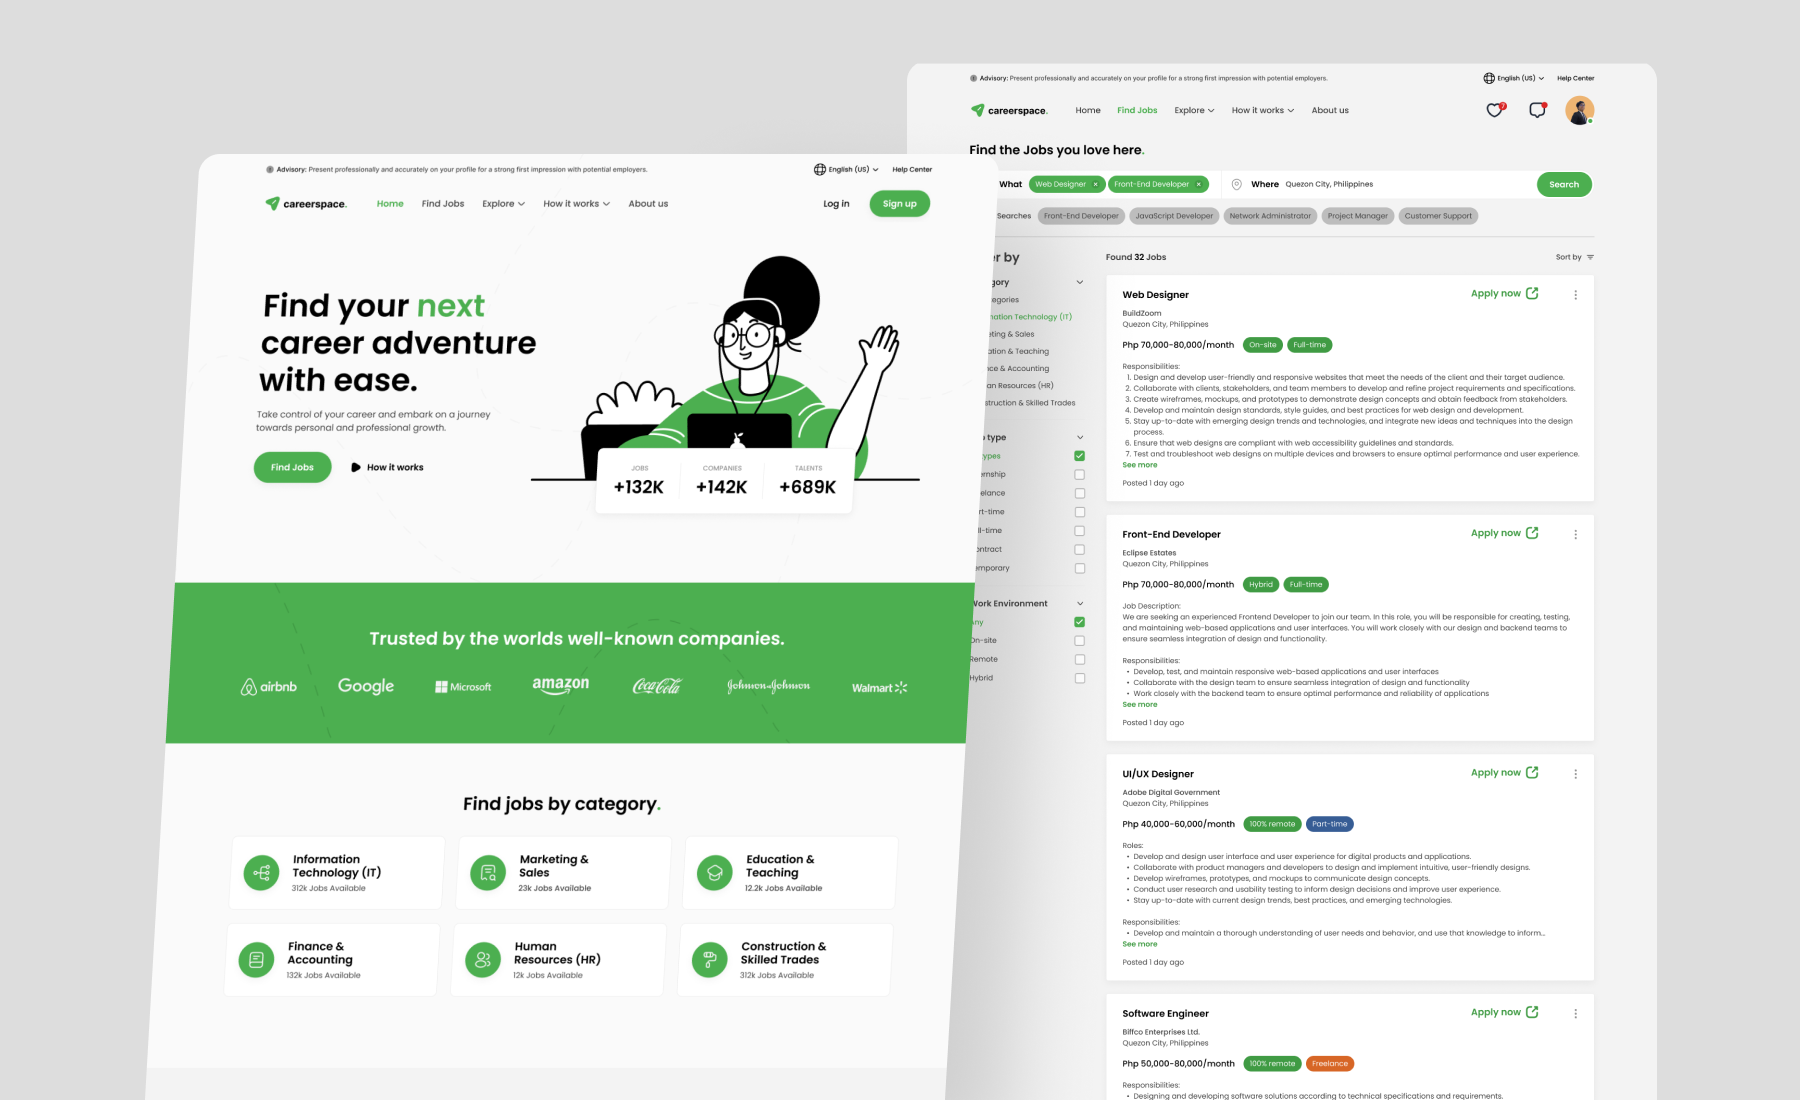 Advisory: Present professionally and accurately on your profile for a strong first impression with potential employers.
English (US)
Help Center
careerspace.
Home
Find Jobs
Explore
How it works
About us
Log in
Sign up
Find your next
career adventure
with ease.
Take control of your career and embark on a journey
towards personal and professional growth.
Find Jobs
How it works
JOBS
+132K
COMPANIES
+142K
TALENTS
+689K
Trusted by the worlds well-known companies.
airbnb
Google
Microsoft
amazon
Coca-Cola
Johnson&Johnson
Walmart
Find jobs by category.
Information
Technology (IT)
312k Jobs Available
Marketing &
Sales
23k Jobs Available
Education &
Teaching
12.2k Jobs Available
Finance &
Accounting
132k Jobs Available
Human
Resources (HR)
12k Jobs Available
Construction &
Skilled Trades
312k Jobs Available
Advisory: Present professionally and accurately on your profile for a strong first impression with potential employers.
English (US)
Help Center
careerspace.
Home
Find Jobs
Explore
How it works
About us
7
Find the Jobs you love here.
What
Web Designer
Front-End Developer
Where
Quezon City, Philippines
Search
Searches
Front-End Developer
JavaScript Developer
Network Administrator
Project Manager
Customer Support
r by
gory
egories
mation Technology (IT)
eting & Sales
ation & Teaching
nce & Accounting
an Resources (HR)
struction & Skilled Trades
type
ypes
rnship
elance
rt-time
ll-time
ontract
mporary
Work Environment
Any
On-site
Remote
Hybrid
Found 32 Jobs
Sort by
Web Designer
Apply now
BuildZoom
Quezon City, Philippines
Php 70,000-80,000/month
On-site
Full-time
Responsibilities:
1. Design and develop user-friendly and responsive websites that meet the needs of the client and their target audience.
2. Collaborate with clients, stakeholders, and team members to develop and refine project requirements and specifications.
3. Create wireframes, mockups, and prototypes to demonstrate design concepts and obtain feedback from stakeholders.
4. Develop and maintain design standards, style guides, and best practices for web design and development.
5. Stay up-to-date with emerging design trends and technologies, and integrate new ideas and techniques into the design
process.
6. Ensure that web designs are compliant with web accessibility guidelines and standards.
7. Test and troubleshoot web designs on multiple devices and browsers to ensure optimal performance and user experience.
See more
Posted 1 day ago
Front-End Developer
Apply now
Eclipse Estates
Quezon City, Philippines
Php 70,000-80,000/month
Hybrid
Full-time
Job Description:
We are seeking an experienced Frontend Developer to join our team. In this role, you will be responsible for creating, testing,
and maintaining web-based applications and user interfaces. You will work closely with our design and backend teams to
ensure seamless integration of design and functionality.
Responsibilities:
• Develop, test, and maintain responsive web-based applications and user interfaces
• Collaborate with the design team to ensure seamless integration of design and functionality
• Work closely with the backend team to ensure optimal performance and reliability of applications
See more
Posted 1 day ago
UI/UX Designer
Apply now
Adobe Digital Government
Quezon City, Philippines
Php 40,000-60,000/month
100% remote
Part-time
Roles:
• Develop and design user interface and user experience for digital products and applications.
• Collaborate with product managers and developers to design and implement intuitive, user-friendly designs.
• Develop wireframes, prototypes, and mockups to communicate design concepts.
• Conduct user research and usability testing to inform design decisions and improve user experience.
• Stay up-to-date with current design trends, best practices, and emerging technologies.
Responsibilities:
• Develop and maintain a thorough understanding of user needs and behavior, and use that knowledge to inform...
See more
Posted 1 day ago
Software Engineer
Apply now
Biffco Enterprises Ltd.
Quezon City, Philippines
Php 50,000-80,000/month
100% remote
Freelance
Responsibilities:
• Designing and developing software solutions according to technical specifications and requirements.